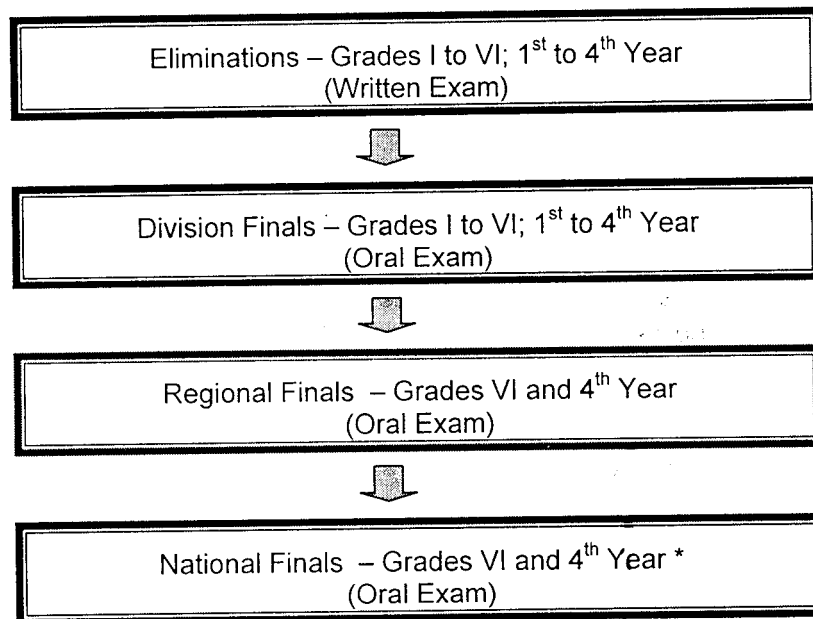 Eliminations – Grades I to VI; 1st to 4th Year
(Written Exam)
Division Finals – Grades I to VI; 1st to 4th Year
(Oral Exam)
Regional Finals – Grades VI and 4th Year
(Oral Exam)
National Finals – Grades VI and 4th Year *
(Oral Exam)